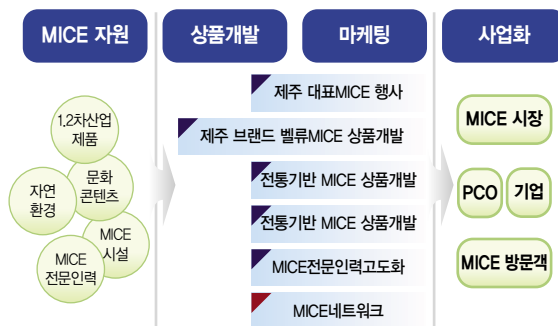 MICE 자원
상품개발
마케팅
사업화
1,2차산업
제품
자연
환경
문화
콘텐츠
MICE
시설
MICE
전문인력
제주 대표MICE 행사
제주 브랜드 벨류MICE 상품개발
전통기반 MICE 상품개발
전통기반 MICE 상품개발
MICE전문인력고도화
MICE네트워크
MICE 시장
PCO
기업
MICE 방문객